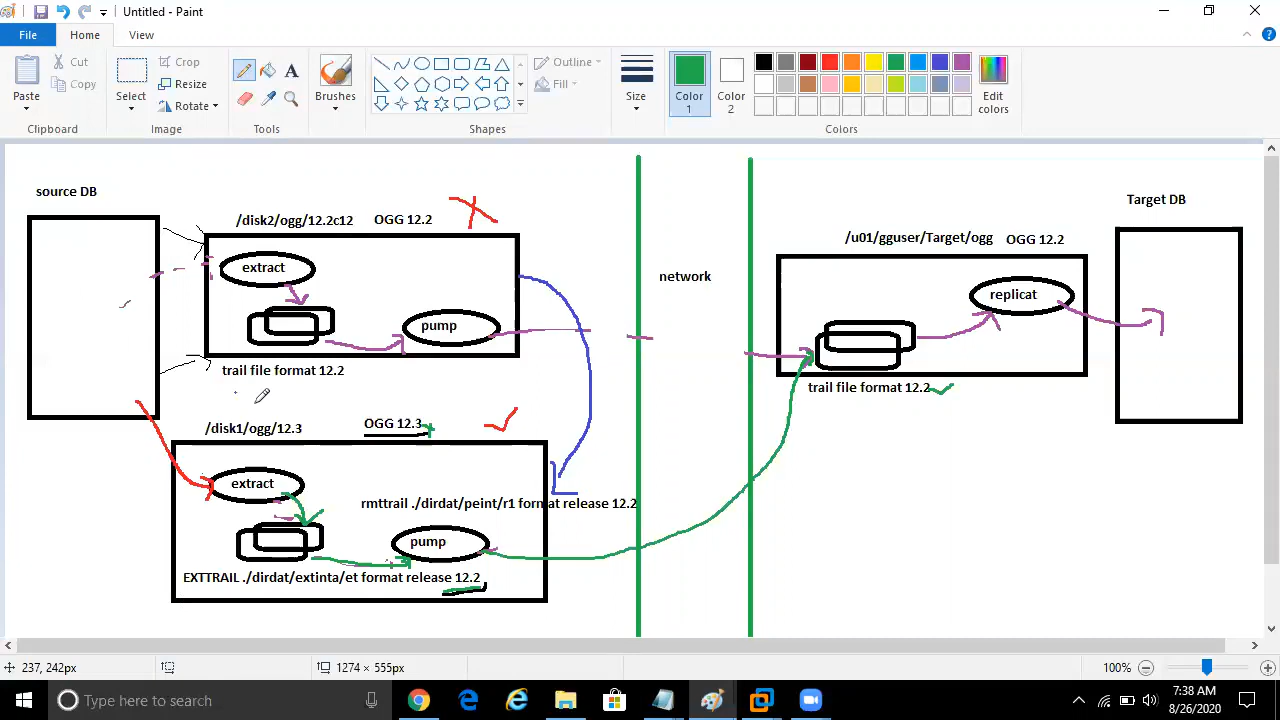 Untitled - Paint
File
Home
View
Paste
Cut
Copy
Clipboard
Select
Crop
Resize
Rotate
Image
A
Tools
Brushes
Outline
Fill
Shapes
Size
Color
1
Color
2
Edit
colors
Colors
source DB
/disk2/ogg/12.2c12
OGG 12.2
extract
pump
trail file format 12.2
network
/u01/gguser/Target/ogg
OGG 12.2
replicat
trail file format 12.2
Target DB
/disk1/ogg/12.3
OGG 12.3
extract
rmttrail ./dirdat/peint/r1 format release 12.2
pump
EXTTRAIL ./dirdat/extinta/et format release 12.2
237, 242px
1274 × 555px
100%
Type here to search
7:38 AM
8/26/2020